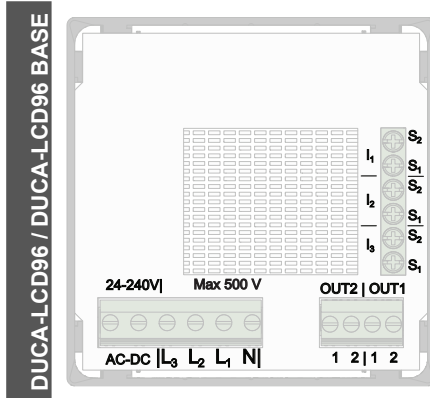 DUCA-LCD96 / DUCA-LCD96 BASE
S₂
I₁
S₁
S₂
I₂
S₁
S₂
I₃
S₁
24-240V| Max 500 V
OUT2 | OUT1
AC-DC |L₃ L₂ L₁ N|
1 2 | 1 2